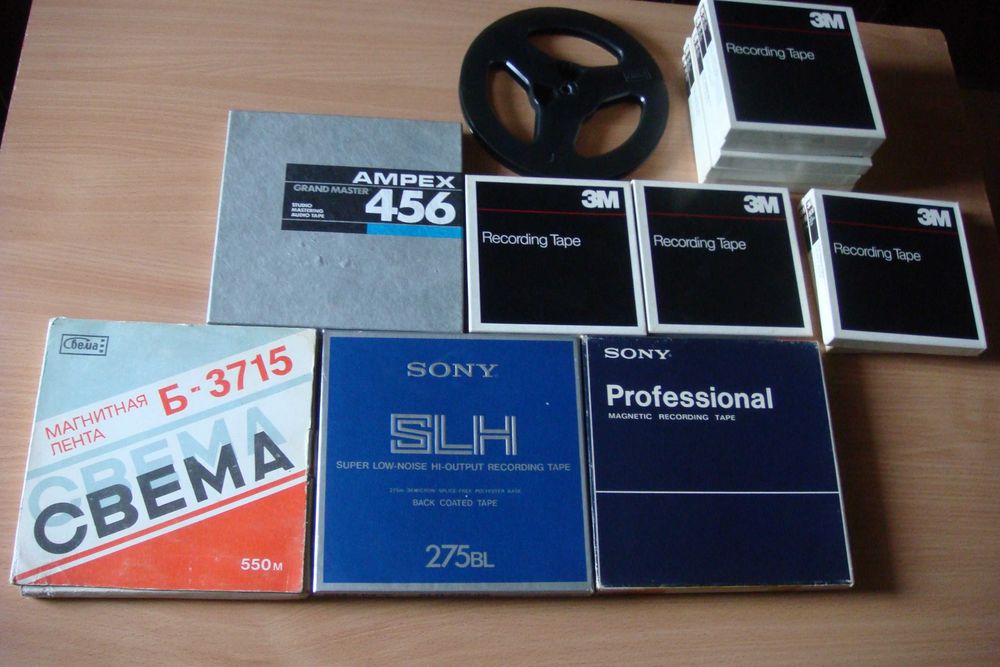 3M
Recording Tape
AMPEX
GRAND MASTER
456
STUDIO
MASTERING
AUDIO TAPE
3M
Recording Tape
3M
Recording Tape
3M
Recording Tape
Свема
МАГНИТНАЯ
ЛЕНТА
Б-3715
СВЕМА
СВЕМА
550м
SONY
SLH
SUPER LOW-NOISE HI-OUTPUT RECORDING TAPE
BACK COATED TAPE
275BL
SONY
Professional
MAGNETIC RECORDING TAPE